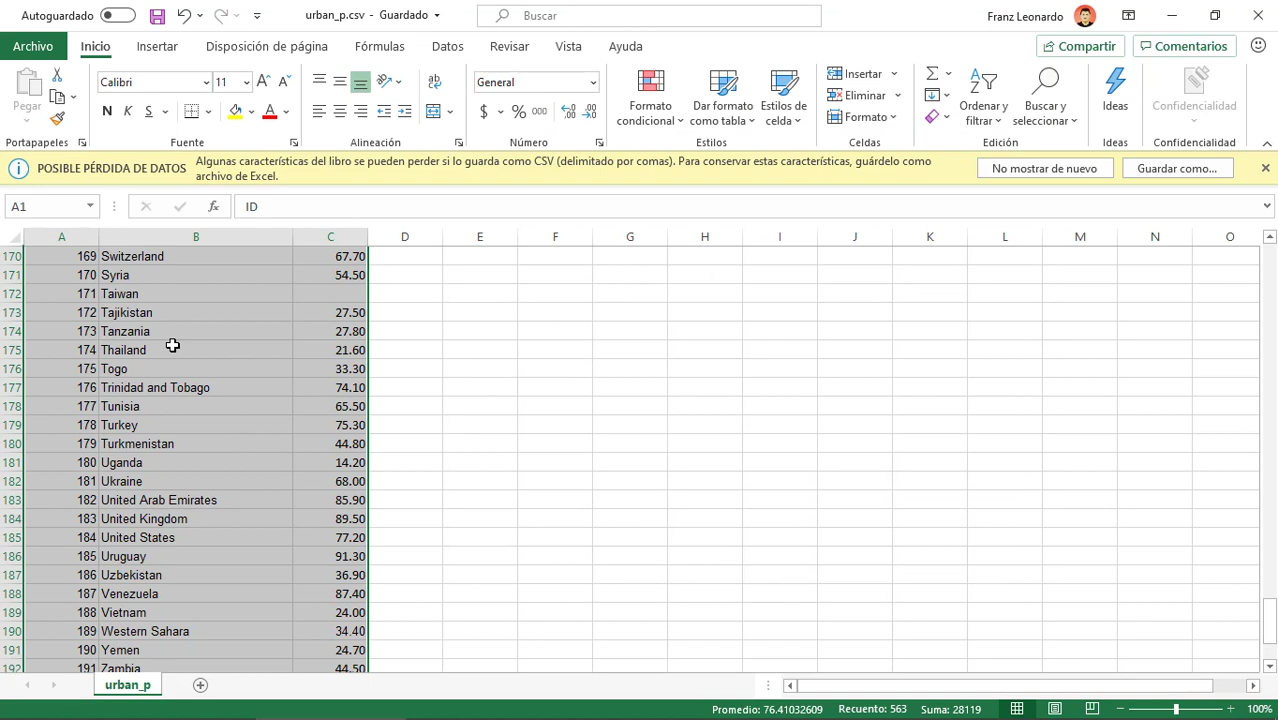 Autoguardado
urban_p.csv - Guardado
Buscar
Franz Leonardo
Archivo Inicio Insertar Disposición de página Fórmulas Datos Revisar Vista Ayuda
Compartir Comentarios
Pegar
Portapapeles
Calibri 11
N K S
Fuente
Alineación
General
$ % 000
Número
Formato condicional
Dar formato como tabla
Estilos de celda
Estilos
Insertar
Eliminar
Formato
Celdas
Ordenar y filtrar
Buscar y seleccionar
Edición
Ideas
Ideas
Confidencialidad
Confidencialidad
POSIBLE PÉRDIDA DE DATOS Algunas características del libro se pueden perder si lo guarda como CSV (delimitado por comas). Para conservar estas características, guárdelo como
archivo de Excel.
No mostrar de nuevo
Guardar como...
A1 fx ID
A B C D E F G H I J K L M N O
170 169 Switzerland 67.70
171 170 Syria 54.50
172 171 Taiwan
173 172 Tajikistan 27.50
174 173 Tanzania 27.80
175 174 Thailand 21.60
176 175 Togo 33.30
177 176 Trinidad and Tobago 74.10
178 177 Tunisia 65.50
179 178 Turkey 75.30
180 179 Turkmenistan 44.80
181 180 Uganda 14.20
182 181 Ukraine 68.00
183 182 United Arab Emirates 85.90
184 183 United Kingdom 89.50
185 184 United States 77.20
186 185 Uruguay 91.30
187 186 Uzbekistan 36.90
188 187 Venezuela 87.40
189 188 Vietnam 24.00
190 189 Western Sahara 34.40
191 190 Yemen 24.70
192 191 Zambia 44.50
urban_p
Promedio: 76.41032609 Recuento: 563 Suma: 28119 100%